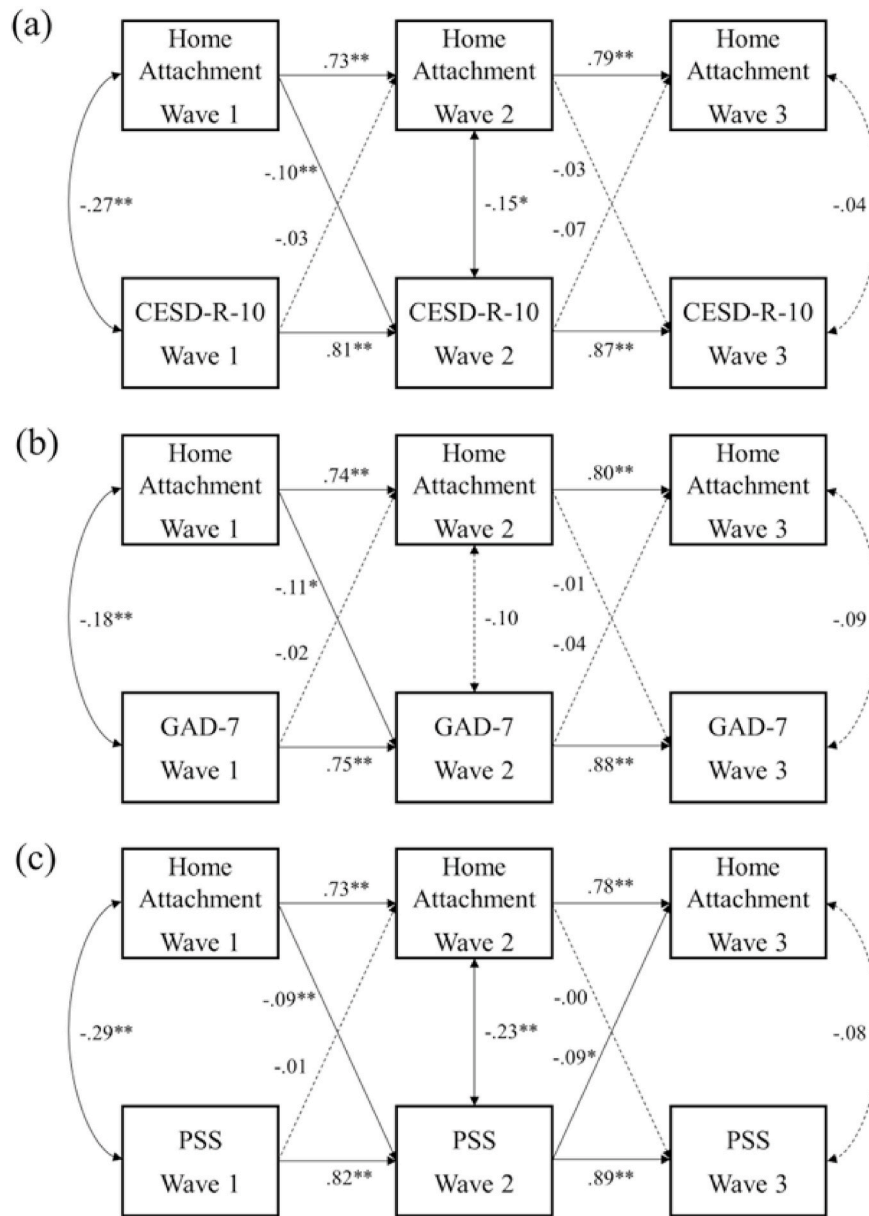 (a)
Home Attachment Wave 1
.73**
Home Attachment Wave 2
.79**
Home Attachment Wave 3
-.27**
-.10**
-.03
-.15*
-.03
-.07
-.04
CESD-R-10 Wave 1
.81**
CESD-R-10 Wave 2
.87**
CESD-R-10 Wave 3
(b)
Home Attachment Wave 1
.74**
Home Attachment Wave 2
.80**
Home Attachment Wave 3
-.18**
-.11*
-.02
-.10
-.01
-.04
-.09
GAD-7 Wave 1
.75**
GAD-7 Wave 2
.88**
GAD-7 Wave 3
(c)
Home Attachment Wave 1
.73**
Home Attachment Wave 2
.78**
Home Attachment Wave 3
-.29**
-.09**
-.01
-.23**
-.00
-.09*
-.08
PSS Wave 1
.82**
PSS Wave 2
.89**
PSS Wave 3